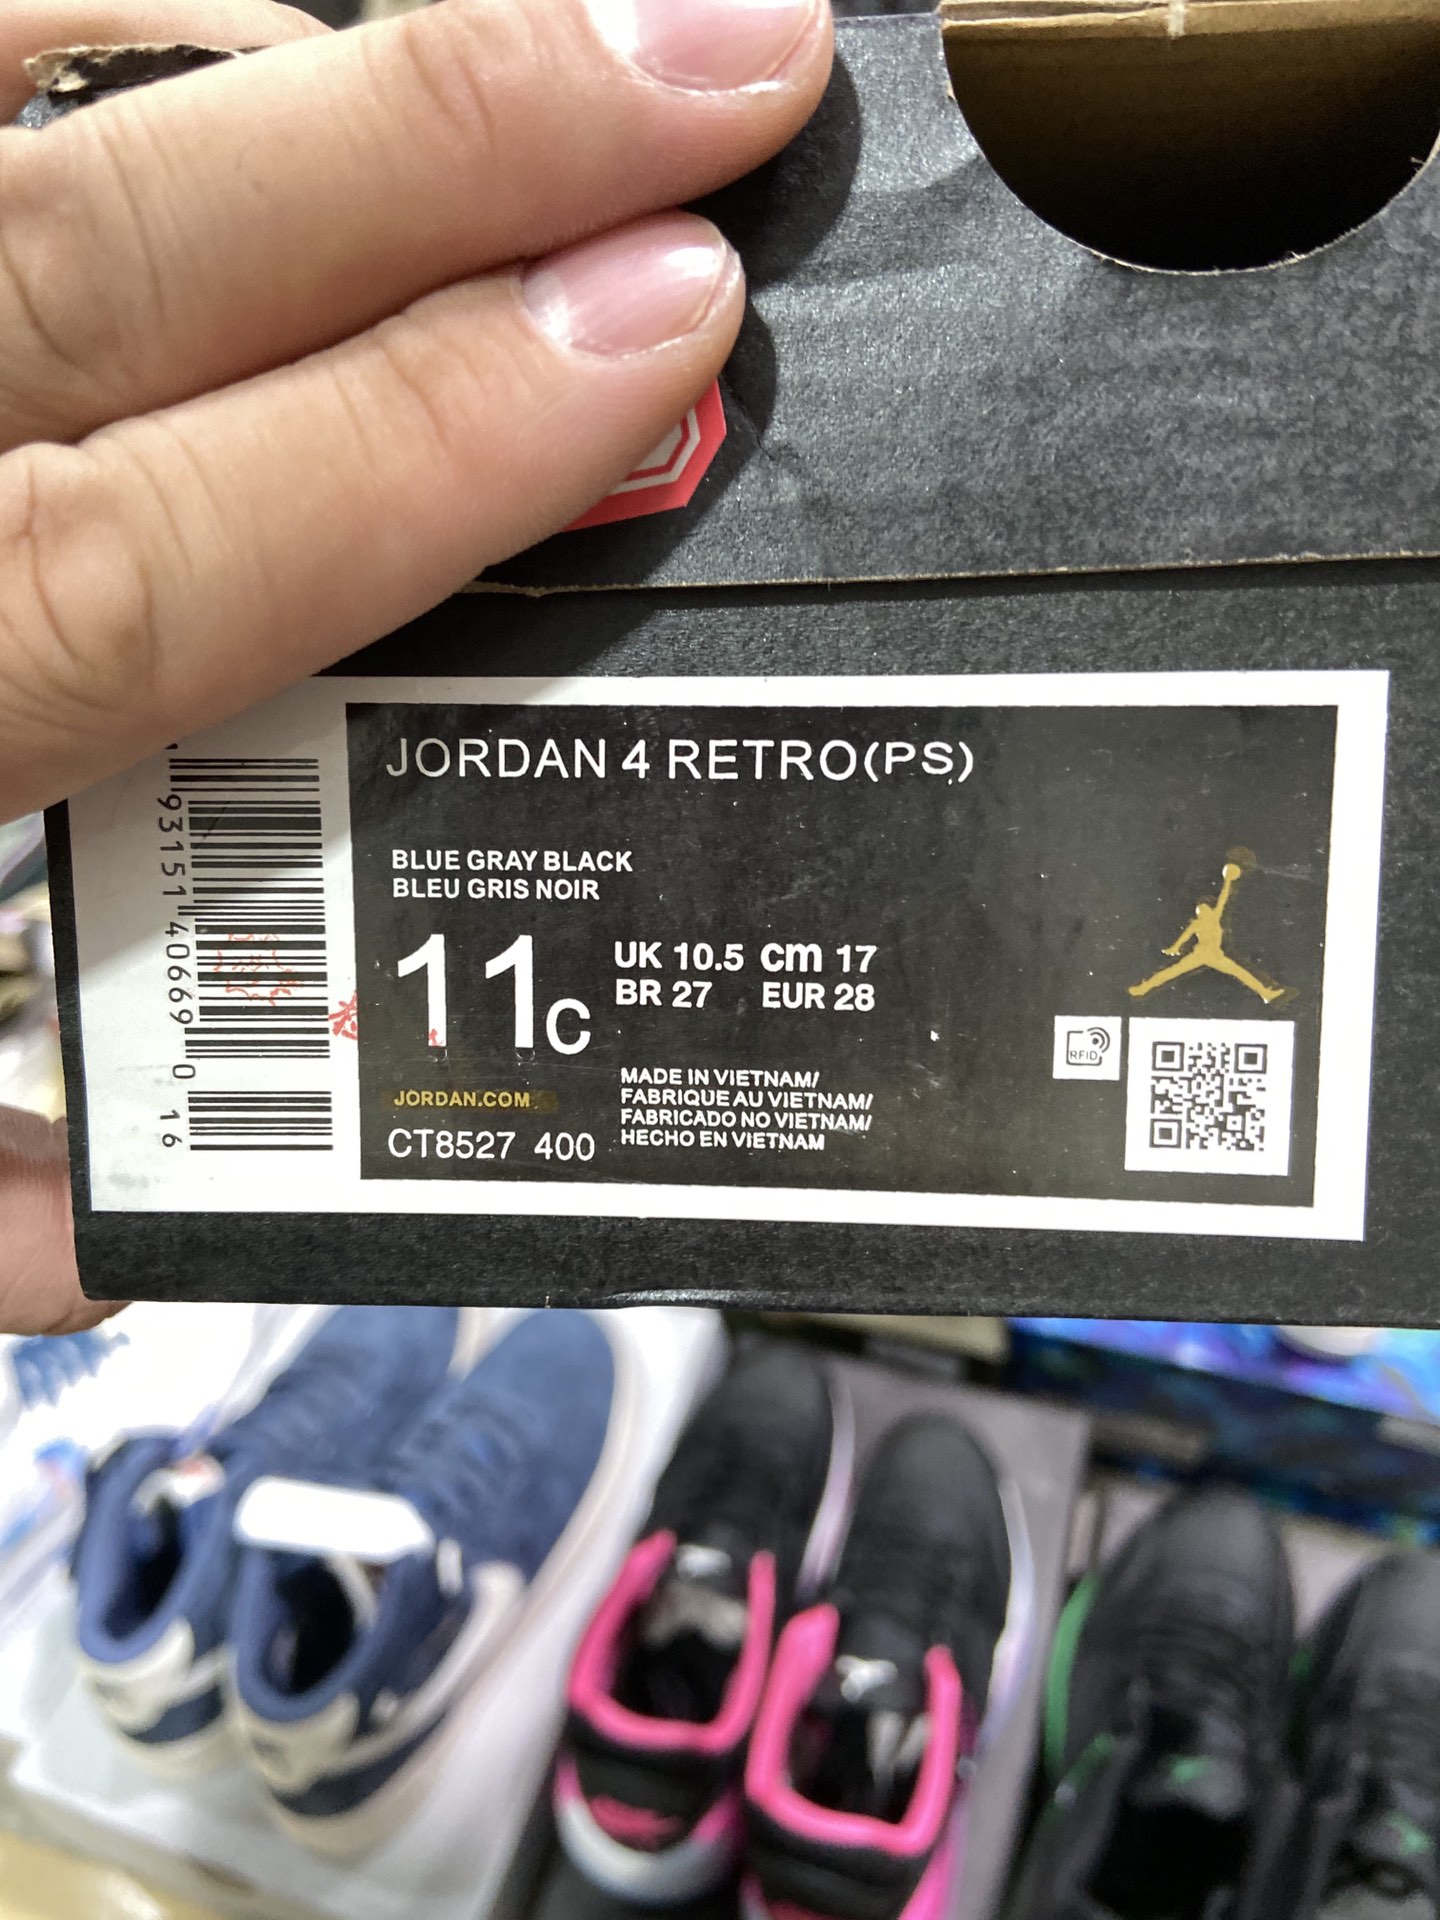 JORDAN 4 RETRO(PS)
BLUE GRAY BLACK
BLEU GRIS NOIR
11c
UK 10.5 cm 17
BR 27 EUR 28
JORDAN.COM
CT8527 400
MADE IN VIETNAM/
FABRIQUE AU VIETNAM/
FABRICADO NO VIETNAM/
HECHO EN VIETNAM
RFID
1 93151 40669 0 16